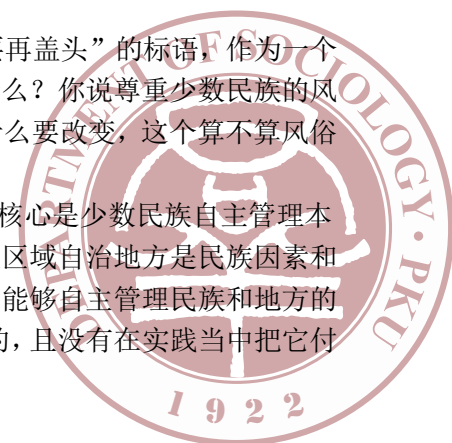 再盖头”的标语，作为一个
么？你说尊重少数民族的风
什么要改变，这个算不算风俗
核心是少数民族自主管理本
区域自治地方是民族因素和
能够自主管理民族和地方的
的，且没有在实践当中把它付
DEPARTMENT OF SOCIOLOGY · PKU
1922